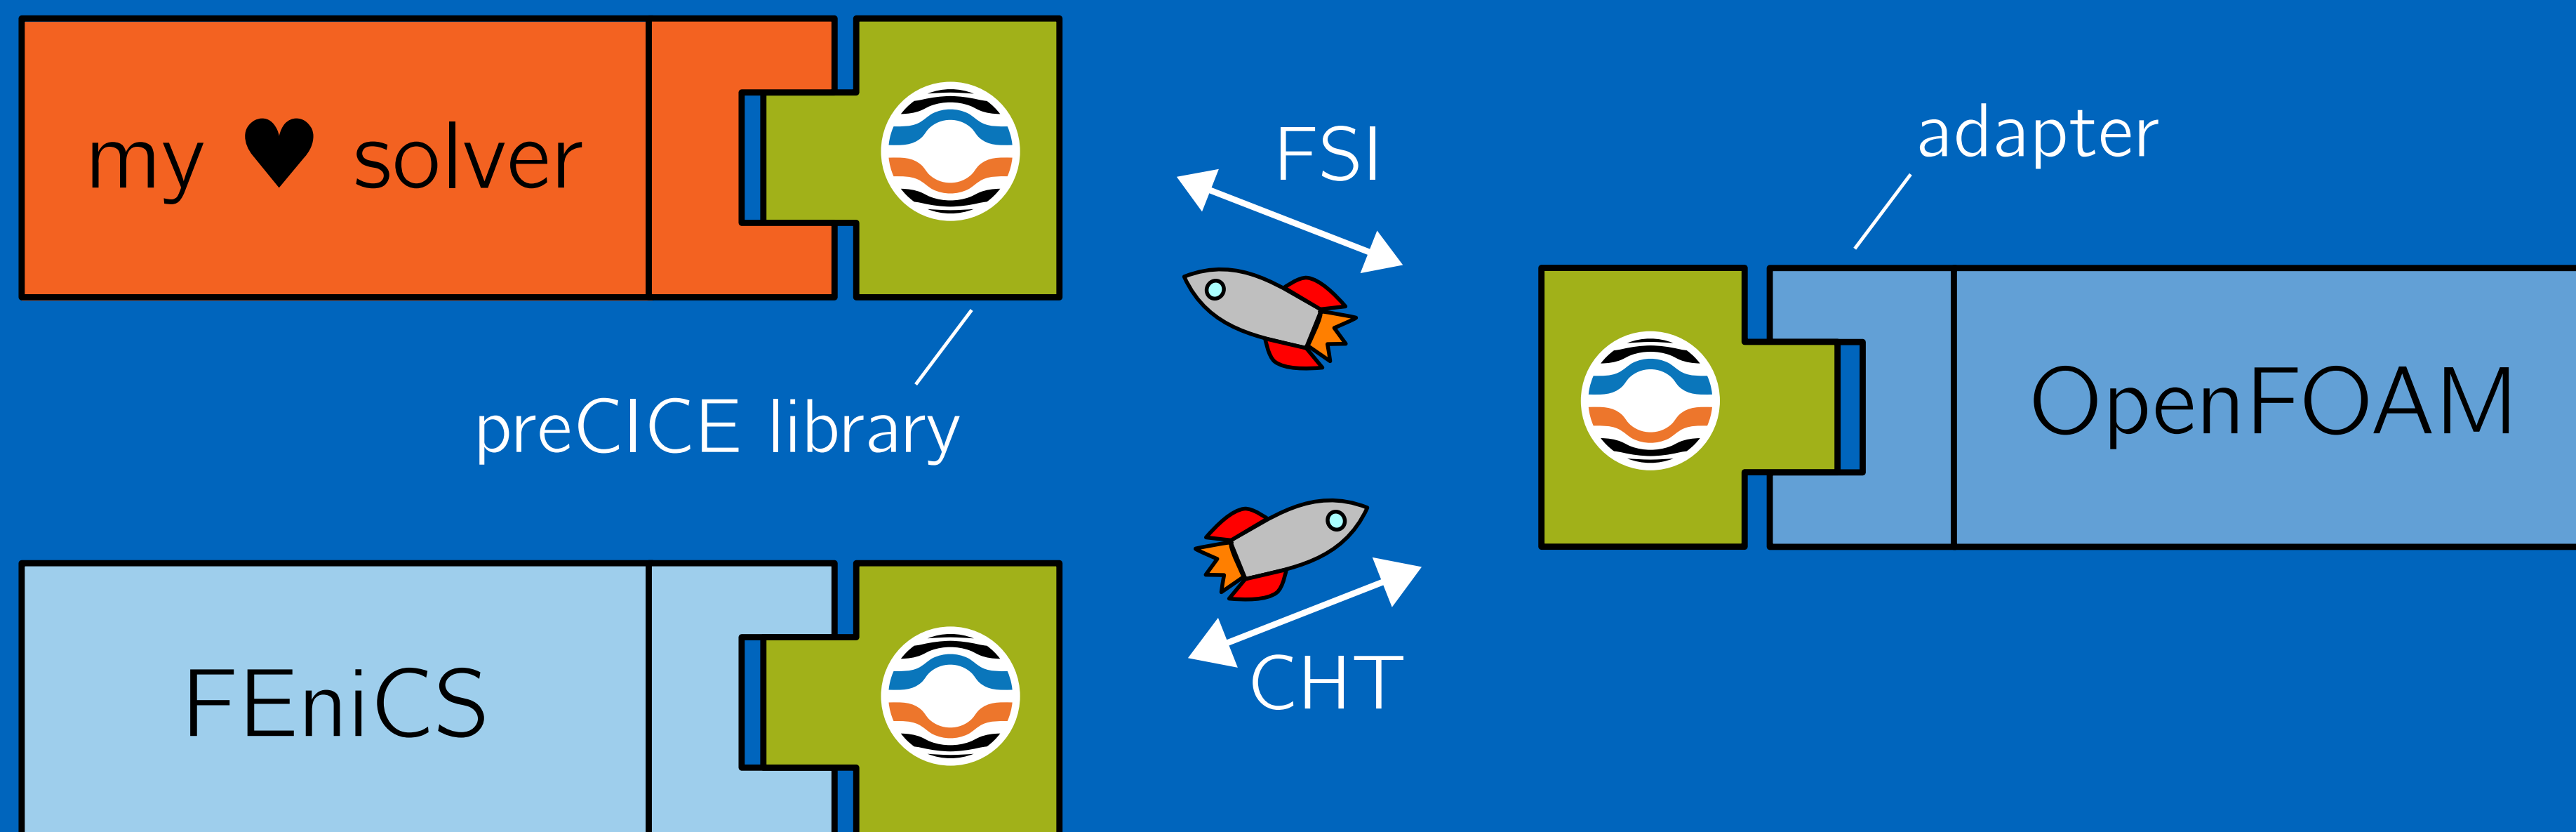 my ♥ solver
FSI
adapter
preCICE library
OpenFOAM
FEniCS
CHT